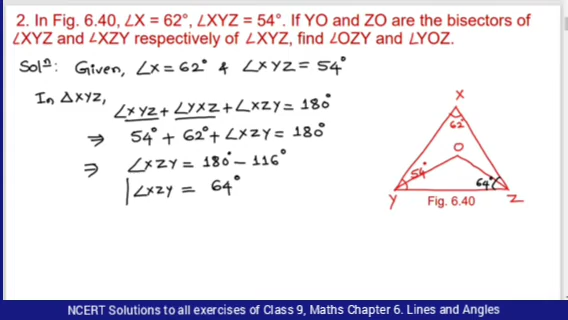 2. In Fig. 6.40, ∠X = 62°, ∠XYZ = 54°. If YO and ZO are the bisectors of
∠XYZ and ∠XZY respectively of ∠XYZ, find ∠OZY and ∠YOZ.
Solⁿ: Given, ∠X = 62° & ∠XYZ = 54°
In ΔXYZ,
∠XYZ + ∠YXZ + ∠XZY = 180°
⇒ 54° + 62° + ∠XZY = 180°
⇒ ∠XZY = 180° - 116°
∠XZY = 64°
X
62°
O
54°
64°
Y
Z
Fig. 6.40
NCERT Solutions to all exercises of Class 9, Maths Chapter 6. Lines and Angles